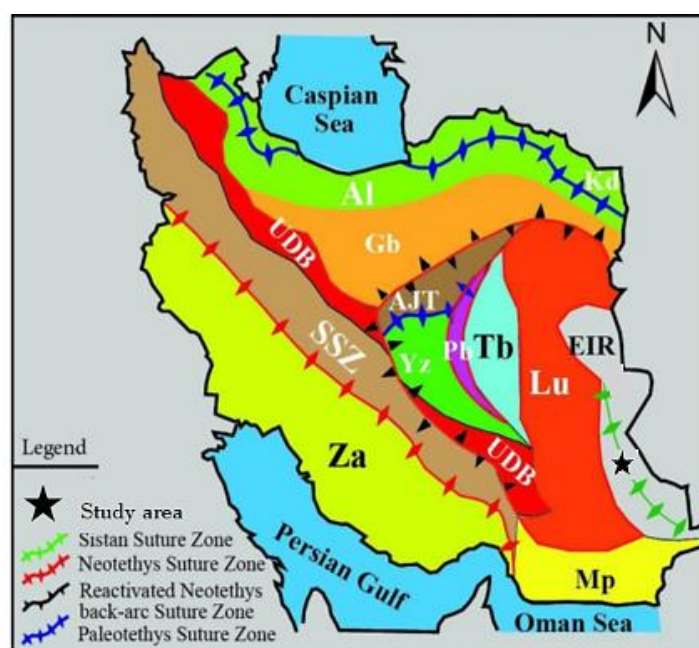 N
Caspian
Sea
Kd
Al
UDB
Gb
AJT
EIR
SSZ
Pb
Tb
Yz
Lu
Za
UDB
Legend
Study area
Sistan Suture Zone
Neotethys Suture Zone
Reactivated Neotethys
back-arc Suture Zone
Paleotethys Suture Zone
Persian Gulf
Mp
Oman Sea